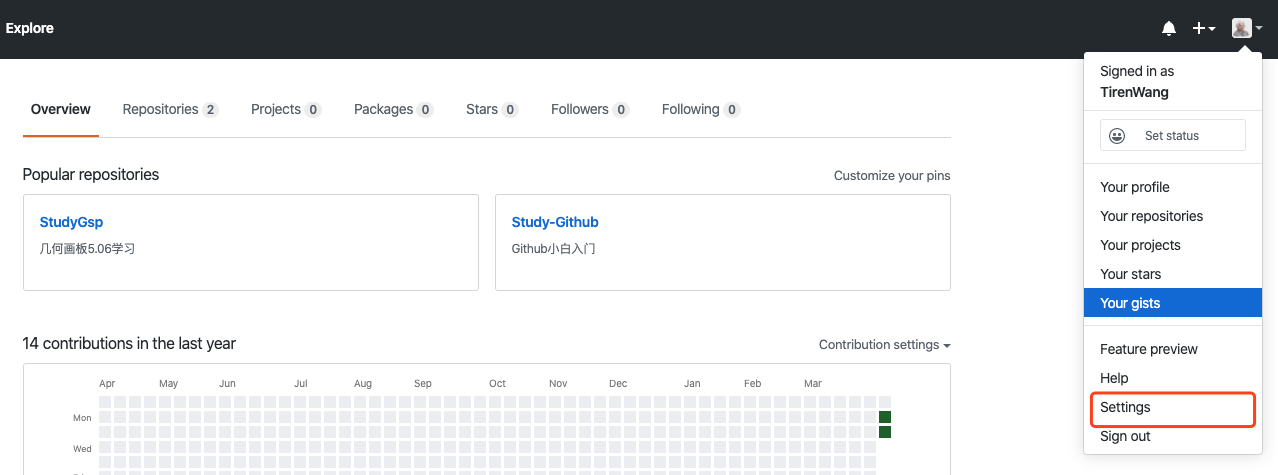 Explore
Overview Repositories 2 Projects 0 Packages 0 Stars 0 Followers 0 Following 0
Popular repositories Customize your pins
StudyGsp
几何画板5.06学习
Study-Github
Github小白入门
14 contributions in the last year Contribution settings
Apr May Jun Jul Aug Sep Oct Nov Dec Jan Feb Mar
Mon
Wed
Signed in as
TirenWang
Set status
Your profile
Your repositories
Your projects
Your stars
Your gists
Feature preview
Help
Settings
Sign out